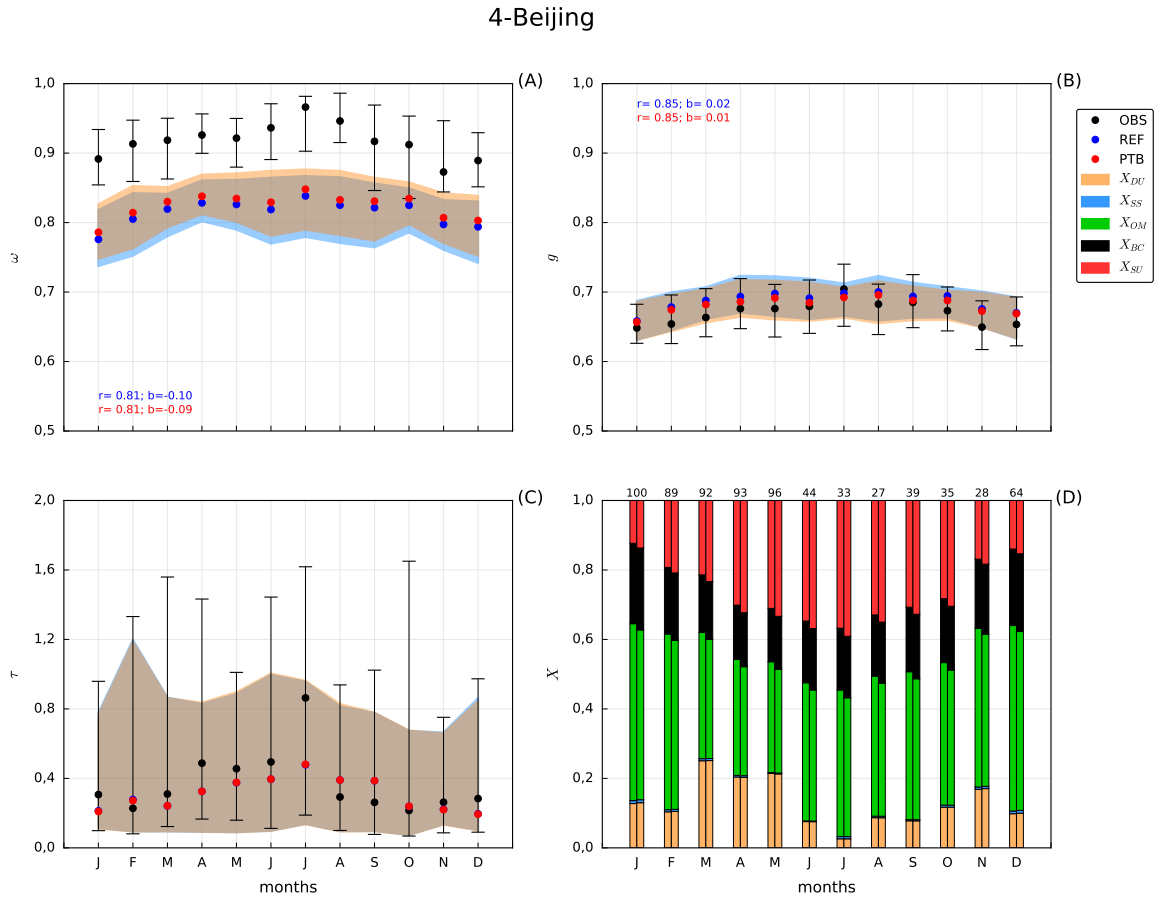 4-Beijing
(A)
1,0
0,9
0,8
0,7
0,6
0,5
ω
r= 0.81; b=-0.10
r= 0.81; b=-0.09
(B)
1,0
0,9
0,8
0,7
0,6
0,5
g
r= 0.85; b= 0.02
r= 0.85; b= 0.01
OBS
REF
PTB
X_DU
X_SS
X_OM
X_BC
X_SU
(C)
2,0
1,6
1,2
0,8
0,4
0,0
τ
J F M A M J J A S O N D
months
(D)
100 89 92 93 96 44 33 27 39 35 28 64
1,0
0,8
0,6
0,4
0,2
0,0
X
J F M A M J J A S O N D
months